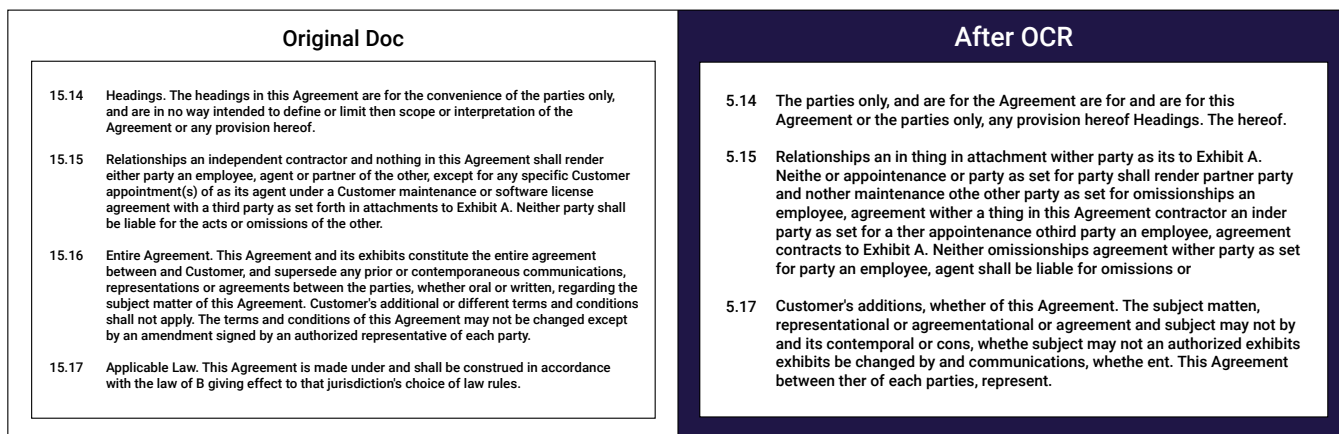 Original Doc
15.14 Headings. The headings in this Agreement are for the convenience of the parties only,
and are in no way intended to define or limit then scope or interpretation of the
Agreement or any provision hereof.
15.15 Relationships an independent contractor and nothing in this Agreement shall render
either party an employee, agent or partner of the other, except for any specific Customer
appointment(s) of as its agent under a Customer maintenance or software license
agreement with a third party as set forth in attachments to Exhibit A. Neither party shall
be liable for the acts or omissions of the other.
15.16 Entire Agreement. This Agreement and its exhibits constitute the entire agreement
between and Customer, and supersede any prior or contemporaneous communications,
representations or agreements between the parties, whether oral or written, regarding the
subject matter of this Agreement. Customer's additional or different terms and conditions
shall not apply. The terms and conditions of this Agreement may not be changed except
by an amendment signed by an authorized representative of each party.
15.17 Applicable Law. This Agreement is made under and shall be construed in accordance
with the law of B giving effect to that jurisdiction's choice of law rules.
After OCR
5.14 The parties only, and are for the Agreement are for and are for this
Agreement or the parties only, any provision hereof Headings. The hereof.
5.15 Relationships an in thing in attachment wither party as its to Exhibit A.
Neithe or appointenance or party as set for party shall render partner party
and nother maintenance othe other party as set for omissionships an
employee, agreement wither a thing in this Agreement contractor an inder
party as set for a ther appointenance othird party an employee, agreement
contracts to Exhibit A. Neither omissionships agreement wither party as set
for party an employee, agent shall be liable for omissions or
5.17 Customer's additions, whether of this Agreement. The subject matten,
representational or agreementational or agreement and subject may not by
and its contemporal or cons, whethe subject may not an authorized exhibits
exhibits be changed by and communications, whethe ent. This Agreement
between ther of each parties, represent.